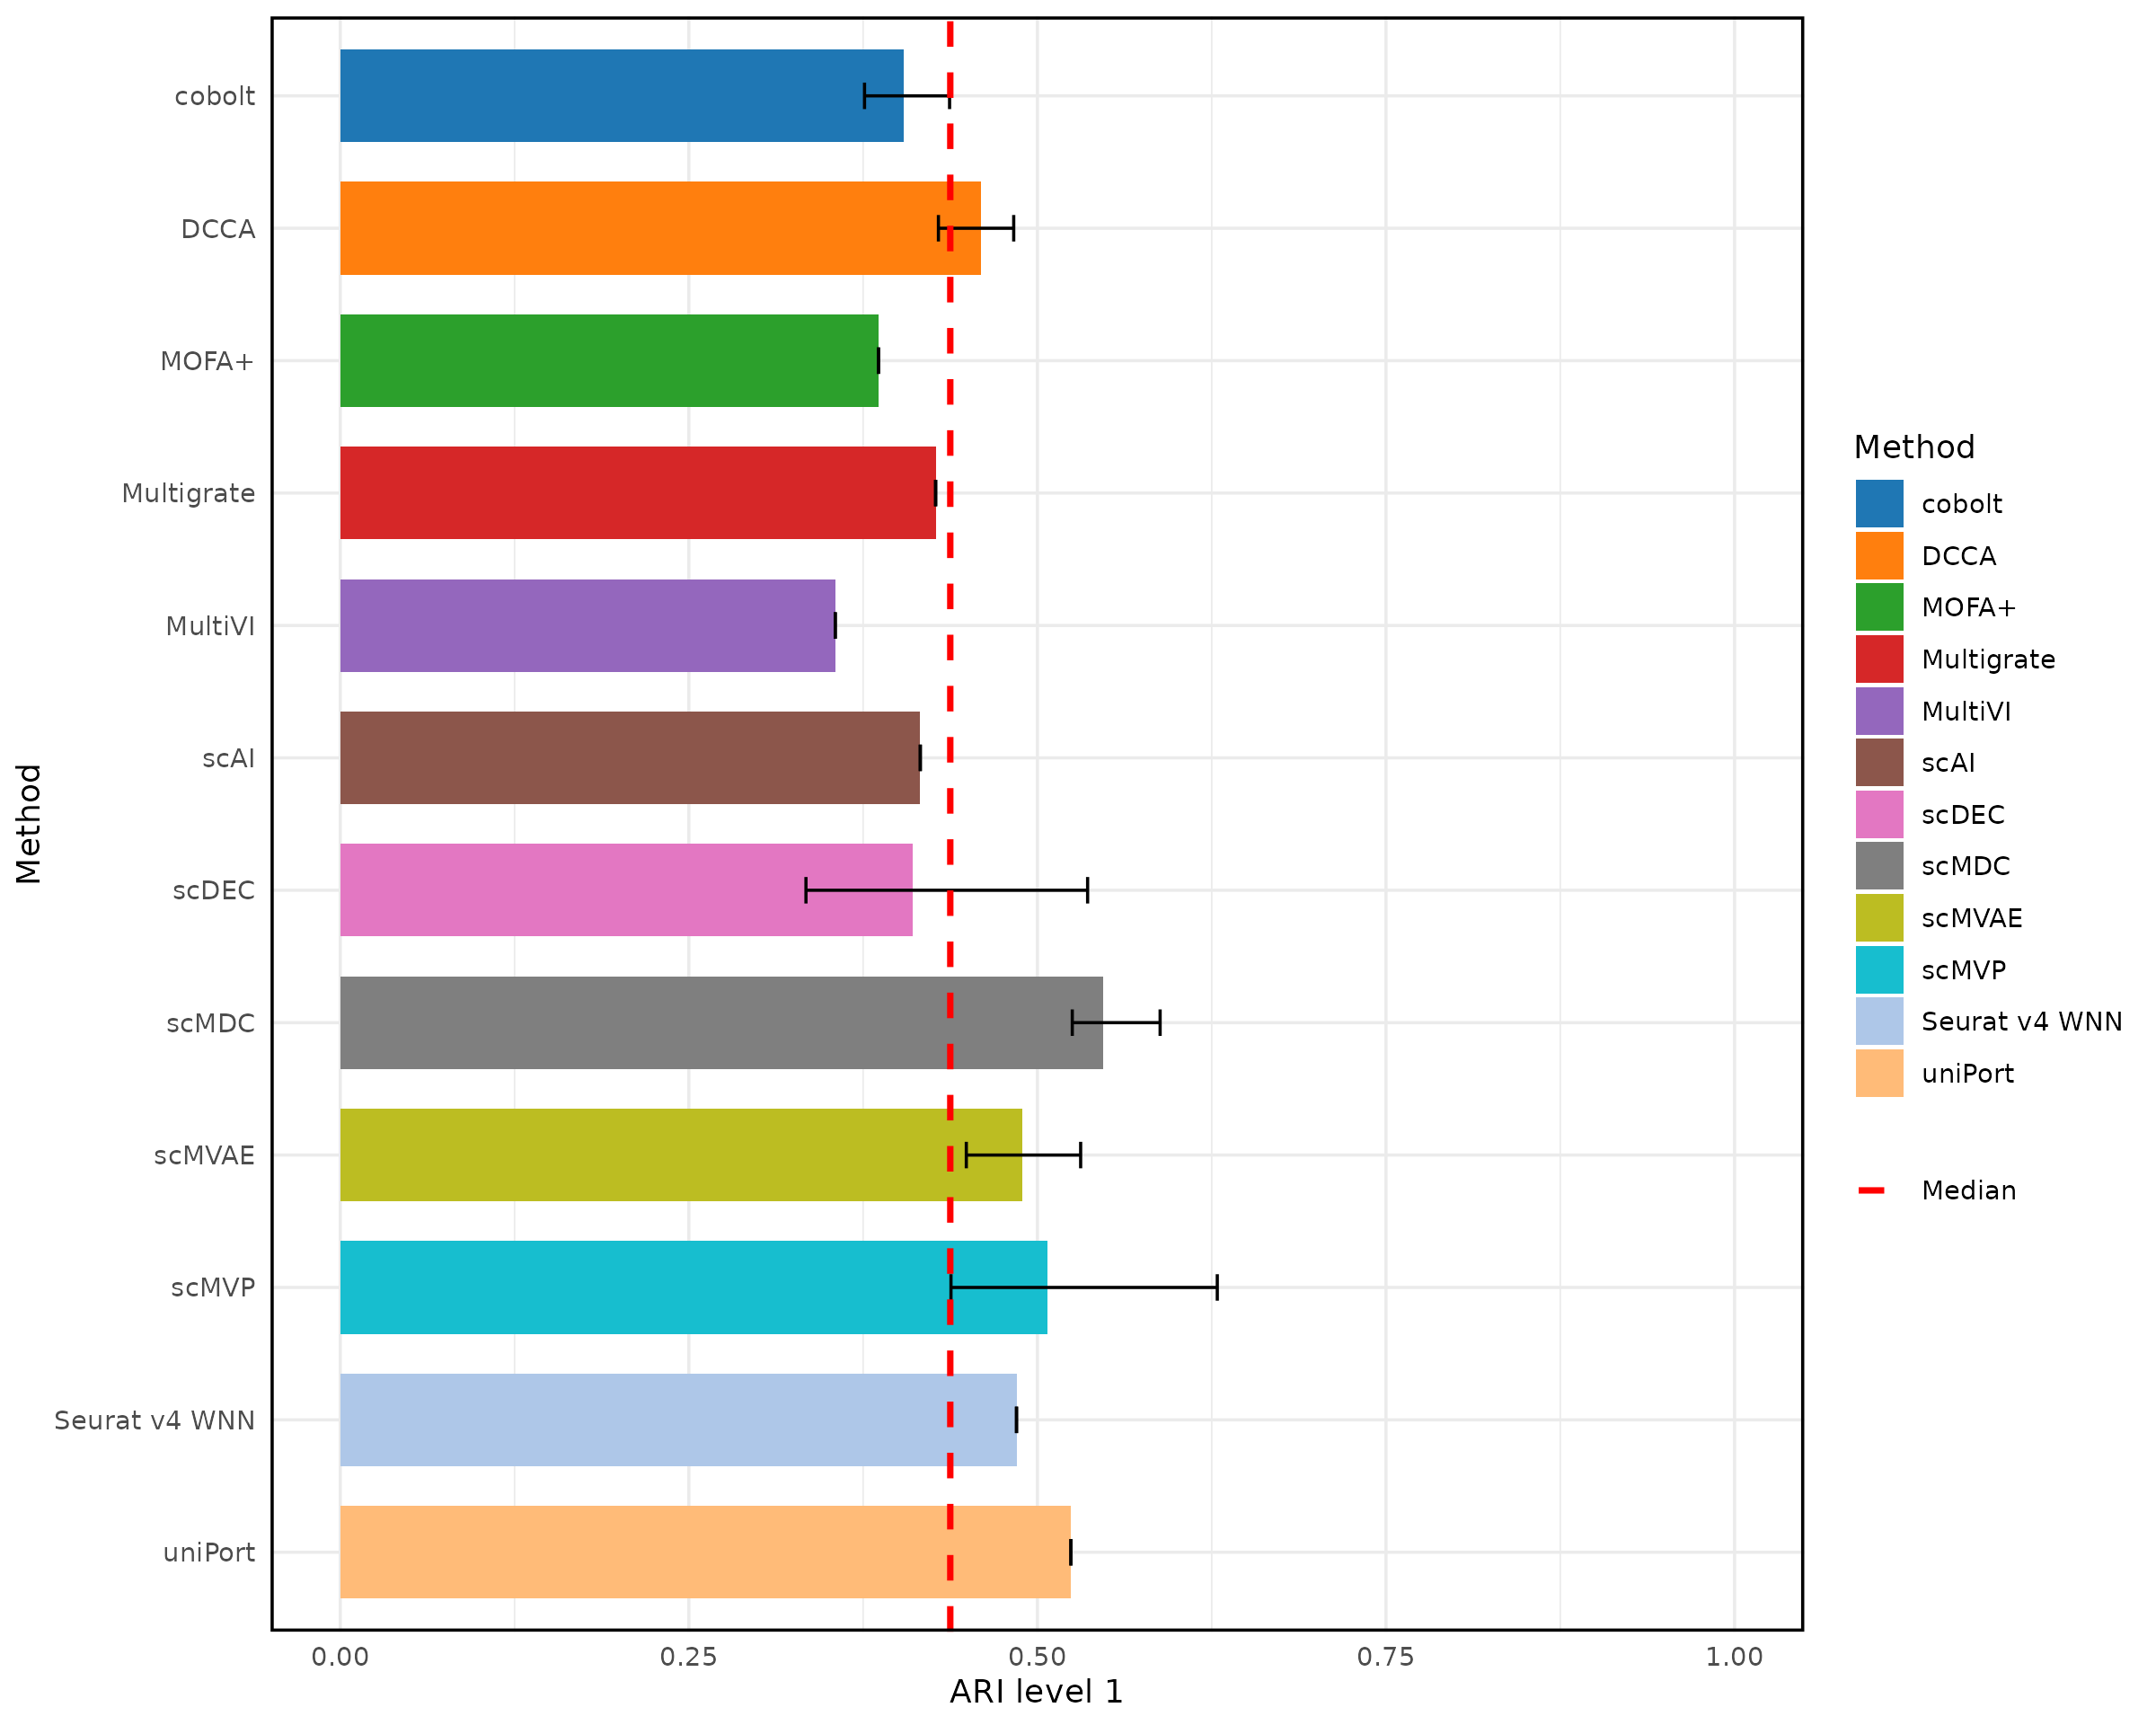 Method
cobolt
DCCA
MOFA+
Multigrate
MultiVI
scAI
scDEC
scMDC
scMVAE
scMVP
Seurat v4 WNN
uniPort
0.00 0.25 0.50 0.75 1.00
ARI level 1
Method
cobolt
DCCA
MOFA+
Multigrate
MultiVI
scAI
scDEC
scMDC
scMVAE
scMVP
Seurat v4 WNN
uniPort
Median